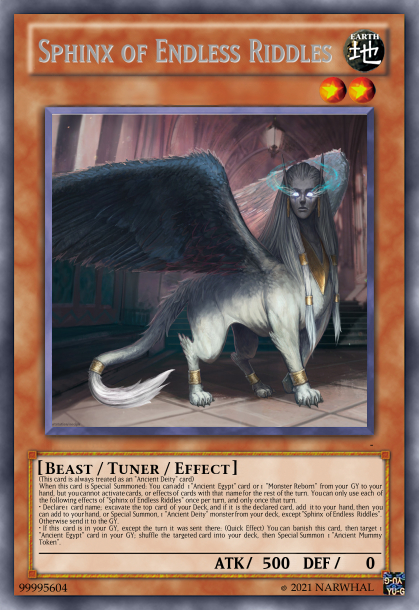 Sphinx of Endless Riddles
EARTH
地
[Beast / Tuner / Effect]
(This card is always treated as an "Ancient Deity" card)
When this card is Special Summoned: You can add 1 "Ancient Egypt" card or 1 "Monster Reborn" from your GY to your
hand, but you cannot activate cards, or effects of cards with that name for the rest of the turn. You can only use each of
the following effects of "Sphinx of Endless Riddles" once per turn, and only once that turn.
- Declare 1 card name; excavate the top card of your Deck, and if it is the declared card, add it to your hand, then you
can add to your hand, or Special Summon, 1 "Ancient Deity" monster from your deck, except "Sphinx of Endless Riddles".
Otherwise send it to the GY.
- If this card is in your GY, except the turn it was sent there: (Quick Effect) You can banish this card, then target 1
"Ancient Egypt" card in your GY; shuffle the targeted card into your deck, then Special Summon 1 "Ancient Mummy
Token".
ATK/ 500 DEF/ 0
99995604
© 2021 NARWHAL